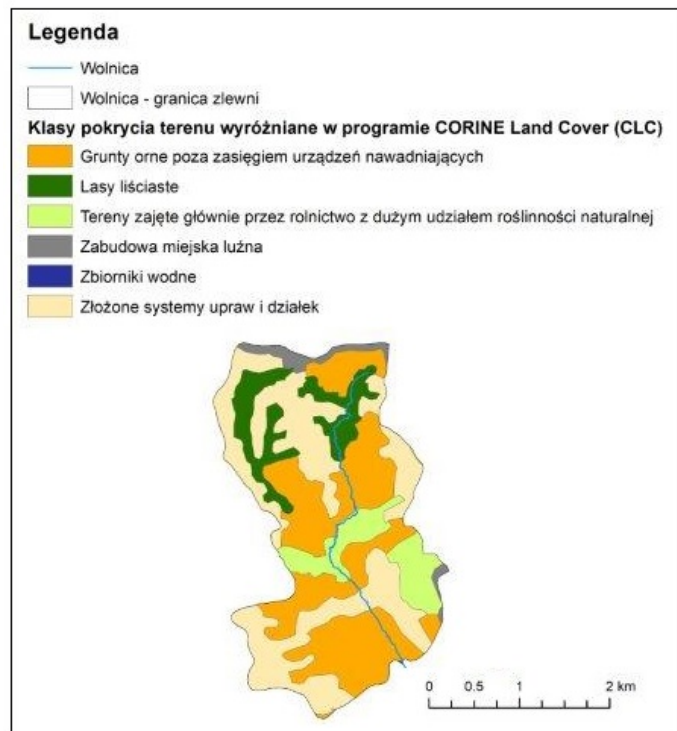 Legenda
Wolnica
Wolnica - granica zlewni
Klasy pokrycia terenu wyróżniane w programie CORINE Land Cover (CLC)
Grunty orne poza zasięgiem urządzeń nawadniających
Lasy liściaste
Tereny zajęte głównie przez rolnictwo z dużym udziałem roślinności naturalnej
Zabudowa miejska luźna
Zbiorniki wodne
Złożone systemy upraw i działek
0 0.5 1 2 km